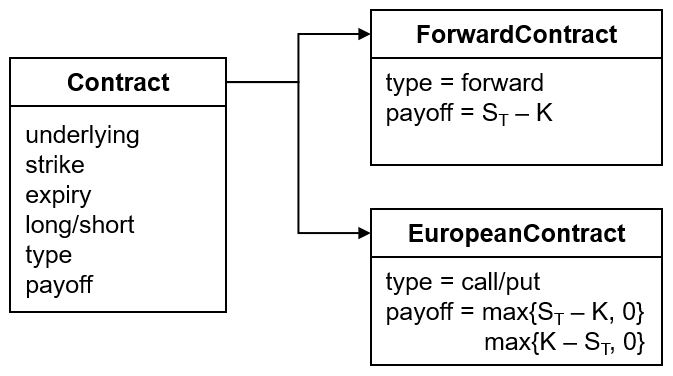 Contract
underlying
strike
expiry
long/short
type
payoff
ForwardContract
type = forward
payoff = S_T – K
EuropeanContract
type = call/put
payoff = max{S_T – K, 0}
max{K – S_T, 0}